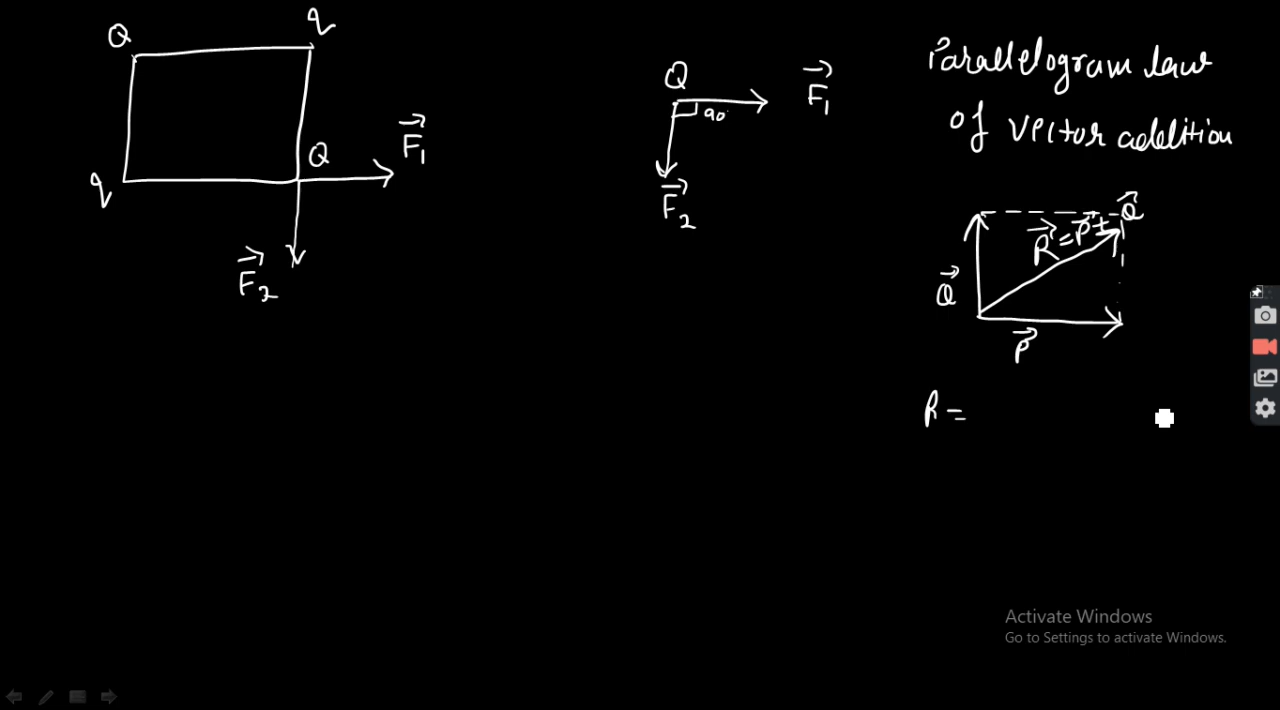 Q q
q Q F₁
F₂
Q F₁
90
F₂
Parallelogram law
of vector addition
R = P + Q
Q
P
R =
Activate Windows
Go to Settings to activate Windows.